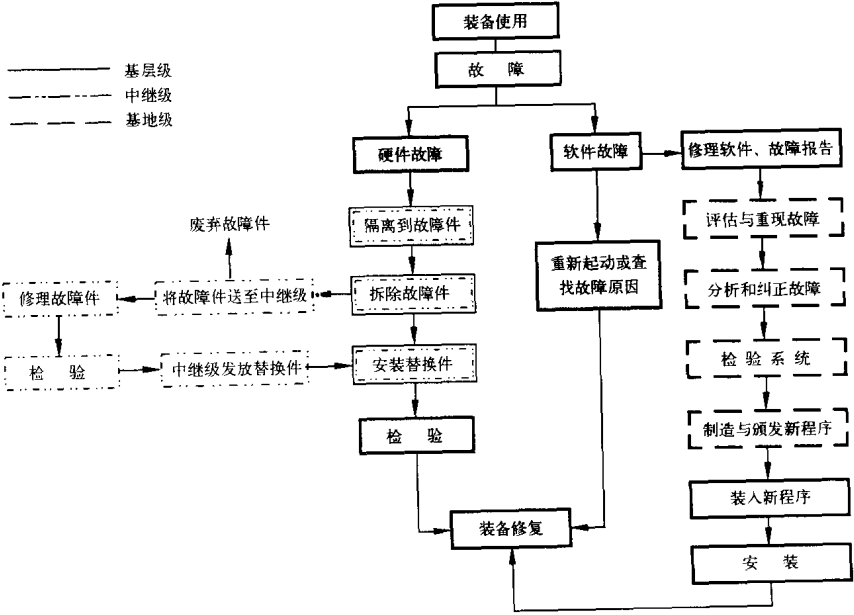 装备使用
故 障
基层级
中继级
基地级
硬件故障
软件故障
修理软件、故障报告
隔离到故障件
评估与重现故障
废弃故障件
重新起动或查
找故障原因
修理故障件
将故障件送至中继级
拆除故障件
分析和纠正故障
检 验
中继级发放替换件
安装替换件
检 验 系 统
检 验
制造与颁发新程序
装入新程序
装备修复
安 装